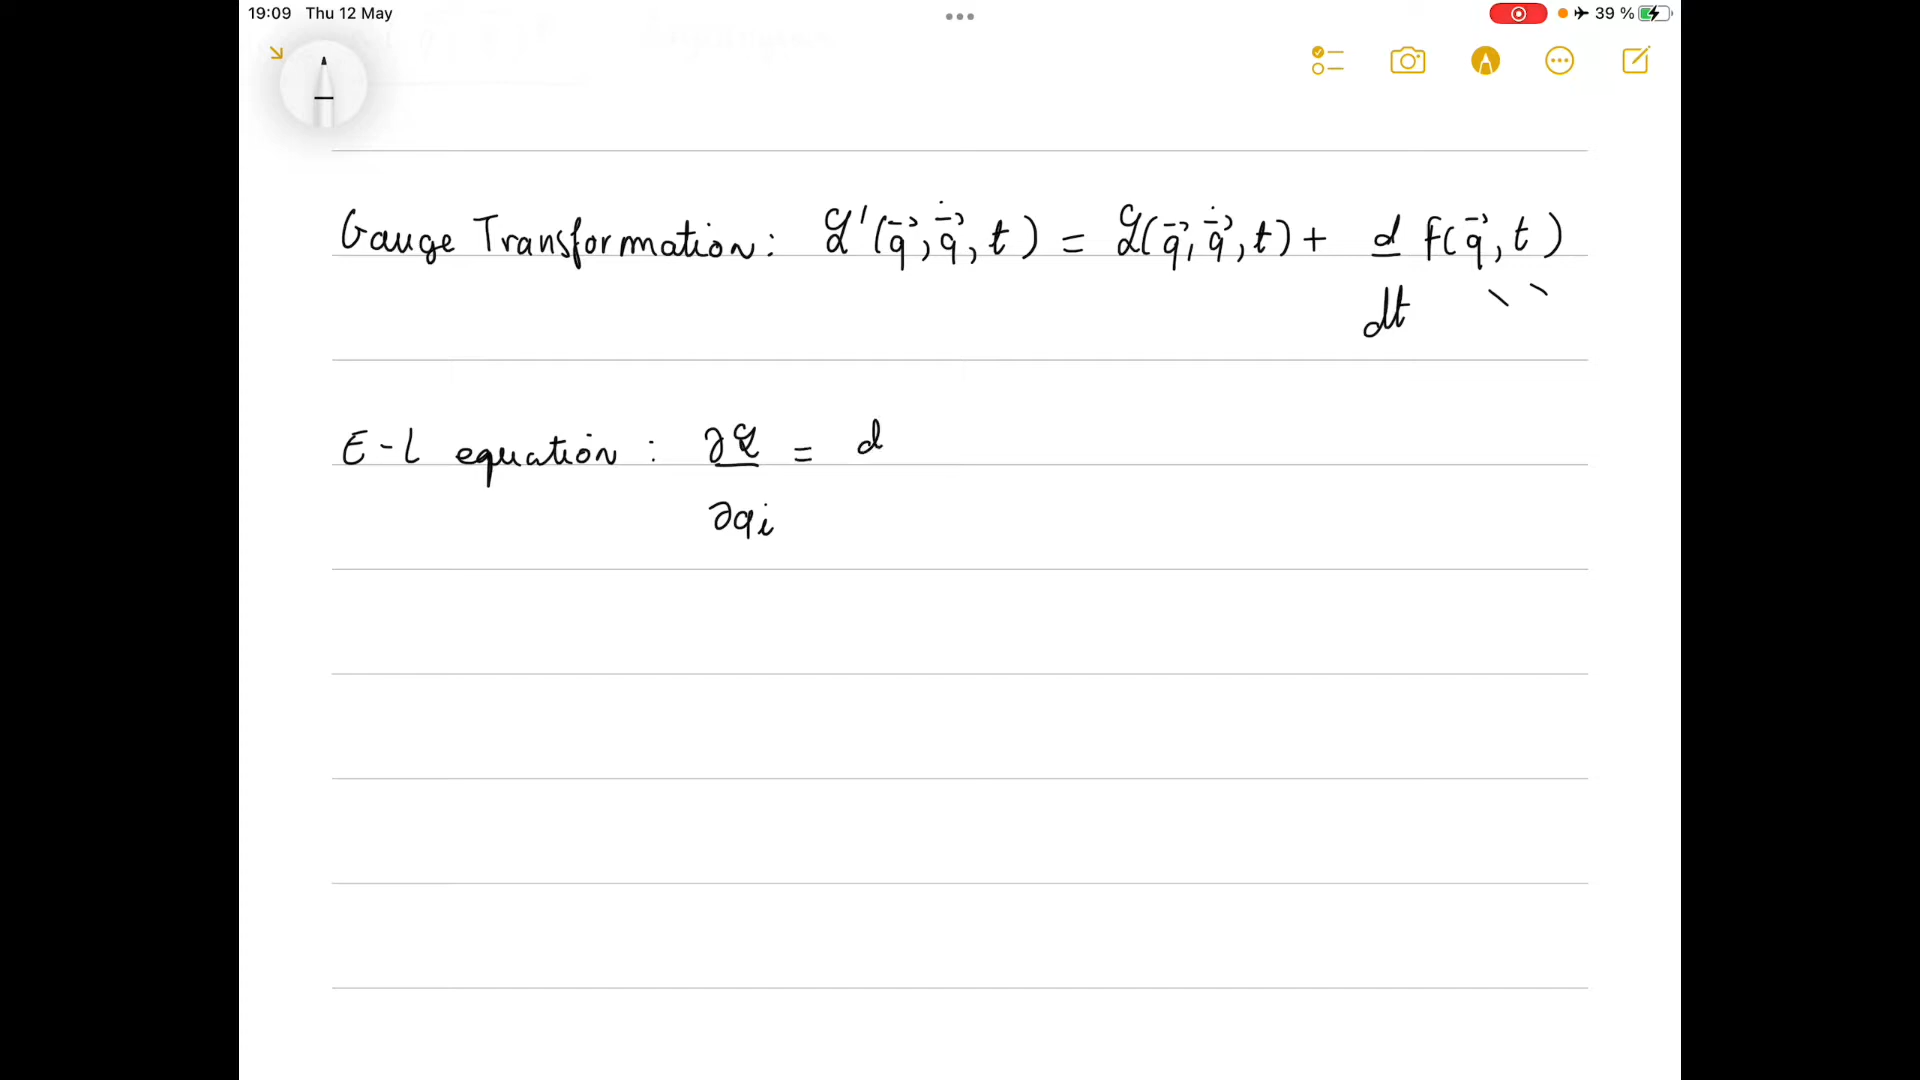 19:09 Thu 12 May
39 %
Gauge Transformation: ℒ'(q⃗, q̇⃗, t) = ℒ(q⃗, q̇⃗, t) + d/dt f(q⃗, t)
E-L equation: ∂ℒ/∂qi = d